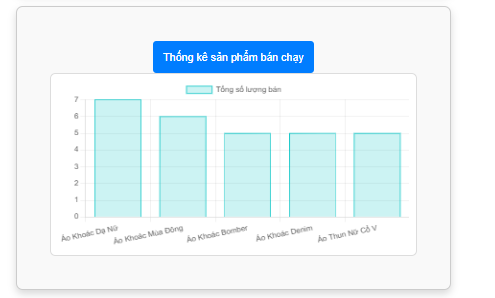 Thống kê sản phẩm bán chạy
Tổng số lượng bán
7
6
5
4
3
2
1
0
Áo Khoác Dạ Nữ
Áo Khoác Mùa Đông
Áo Khoác Bomber
Áo Khoác Denim
Áo Thun Nữ Cổ V